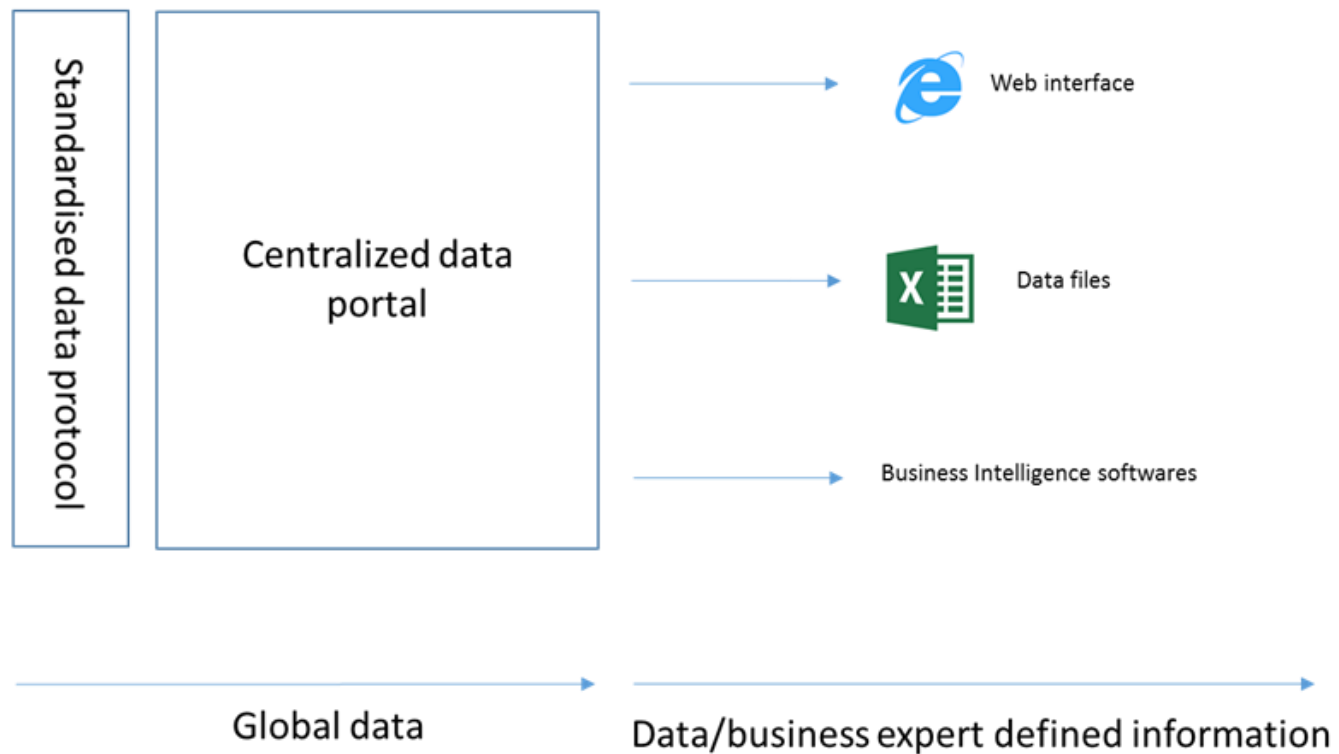 Standardised data protocol
Centralized data
portal
Web interface
X
Data files
Business Intelligence softwares
Global data
Data/business expert defined information